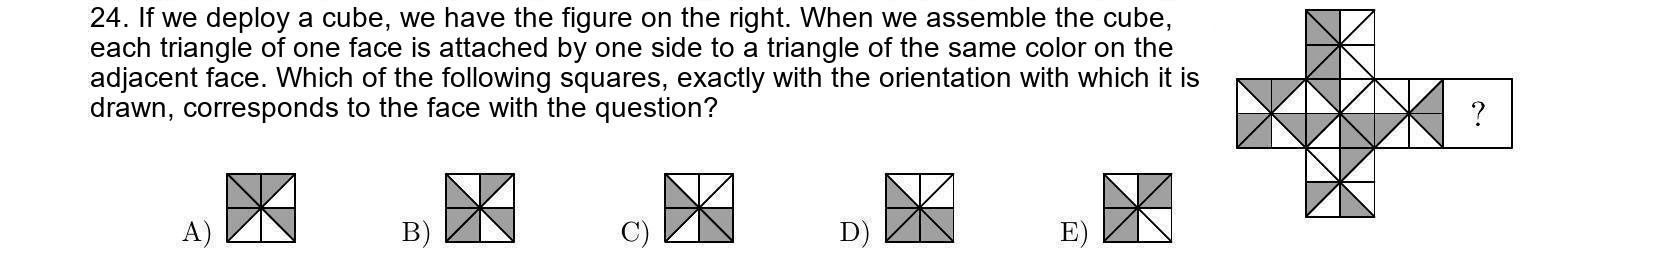 24. If we deploy a cube, we have the figure on the right. When we assemble the cube,
each triangle of one face is attached by one side to a triangle of the same color on the
adjacent face. Which of the following squares, exactly with the orientation with which it is
drawn, corresponds to the face with the question?
?
A) B) C) D) E)